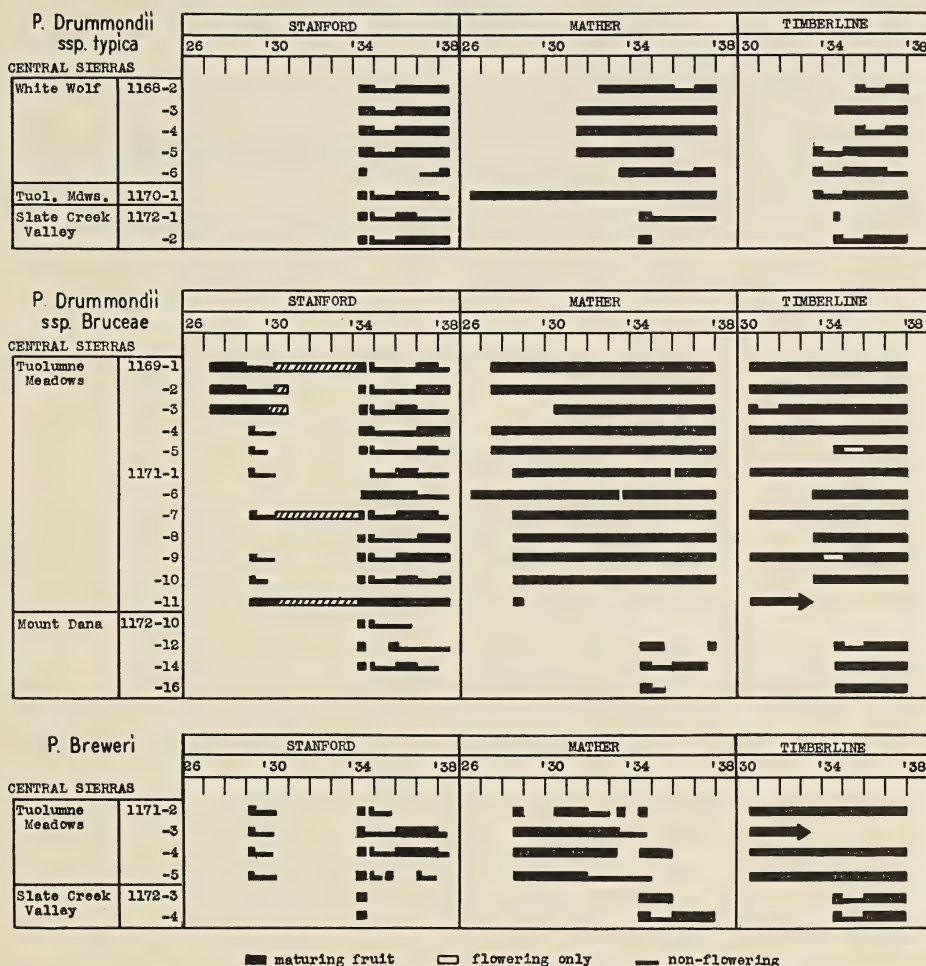 P. Drummondii
ssp. typica
STANFORD MATHER TIMBERLINE
26 '30 '34 '38 26 '30 '34 '38 30 '34 '38
CENTRAL SIERRAS
White Wolf 1168-2
-3
-4
-5
-6
Tuol. Mdws. 1170-1
Slate Creek 1172-1
Valley -2
P. Drummondii
ssp. Bruceae
STANFORD MATHER TIMBERLINE
26 '30 '34 '38 26 '30 '34 '38 30 '34 '38
CENTRAL SIERRAS
Tuolumne 1169-1
Meadows -2
-3
-4
-5
1171-1
-6
-7
-8
-9
-10
-11
Mount Dana 1172-10
-12
-14
-16
P. Breweri
STANFORD MATHER TIMBERLINE
26 '30 '34 '38 26 '30 '34 '38 30 '34 '38
CENTRAL SIERRAS
Tuolumne 1171-2
Meadows -3
-4
-5
Slate Creek 1172-3
Valley -4
maturing fruit flowering only non-flowering